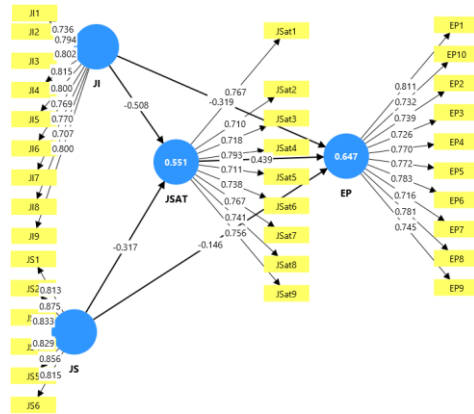 JI1
JI2
JI3
JI4
JI5
JI6
JI7
JI8
JI9
0.736
0.794
0.802
0.815
0.800
0.769
0.770
0.707
0.800
JI
-0.508
-0.319
JS1
JS2
JS5
JS6
0.813
0.875
0.833
0.829
0.856
0.815
JS
-0.317
-0.146
0.551
JSAT
0.439
JSat1
JSat2
JSat3
JSat4
JSat5
JSat6
JSat7
JSat8
JSat9
0.767
0.710
0.718
0.793
0.711
0.738
0.767
0.741
0.756
0.647
EP
EP1
EP10
EP2
EP3
EP4
EP5
EP6
EP7
EP8
EP9
0.811
0.732
0.739
0.726
0.770
0.772
0.783
0.716
0.781
0.745